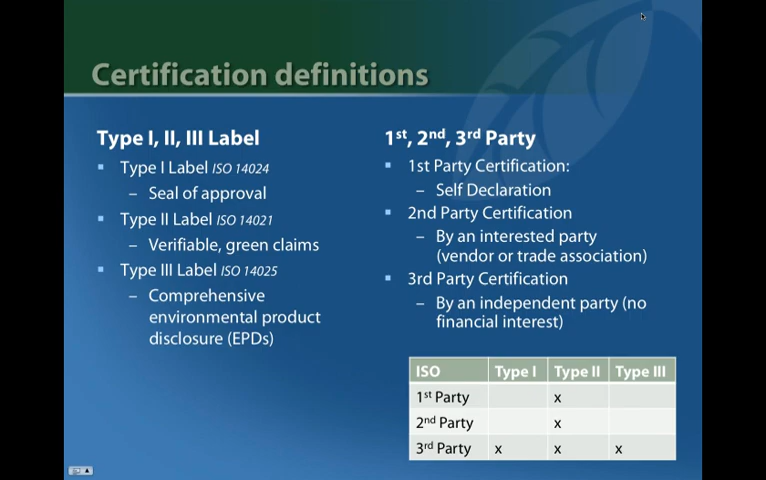 Certification definitions
Type I, II, III Label
Type I Label ISO 14024
– Seal of approval
Type II Label ISO 14021
– Verifiable, green claims
Type III Label ISO 14025
– Comprehensive
environmental product
disclosure (EPDs)
1st, 2nd, 3rd Party
1st Party Certification:
– Self Declaration
2nd Party Certification
– By an interested party
(vendor or trade association)
3rd Party Certification
– By an independent party (no
financial interest)
ISO Type I Type II Type III
1st Party x
2nd Party x
3rd Party x x x